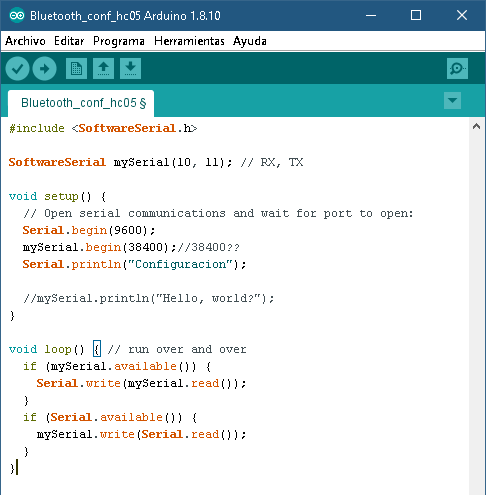 Bluetooth_conf_hc05 Arduino 1.8.10
Archivo Editar Programa Herramientas Ayuda
Bluetooth_conf_hc05 §
#include <SoftwareSerial.h>
SoftwareSerial mySerial(10, 11); // RX, TX
void setup() {
// Open serial communications and wait for port to open:
Serial.begin(9600);
mySerial.begin(38400);//38400??
Serial.println("Configuracion");
//mySerial.println("Hello, world?");
}
void loop() { // run over and over
if (mySerial.available()) {
Serial.write(mySerial.read());
}
if (Serial.available()) {
mySerial.write(Serial.read());
}
}